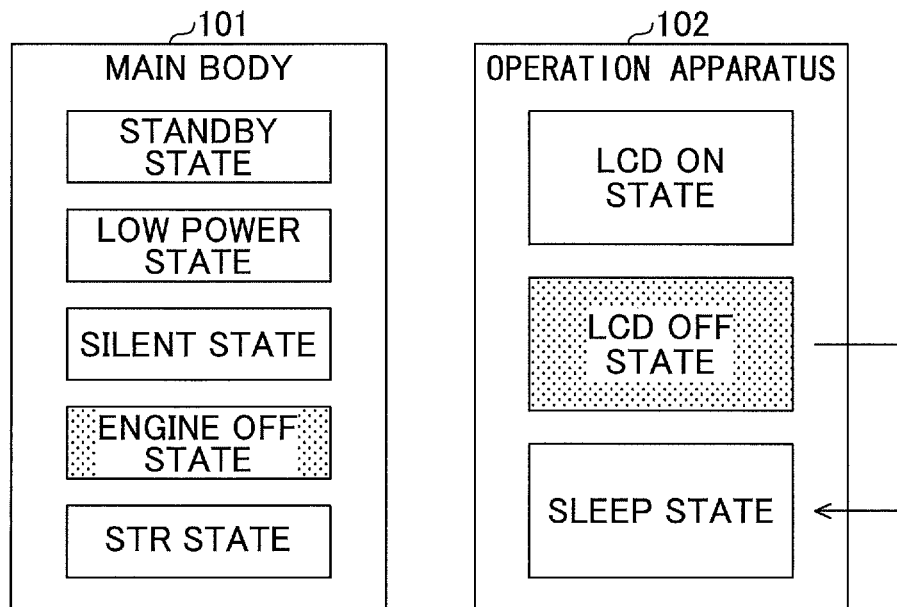 101
MAIN BODY
STANDBY
STATE
LOW POWER
STATE
SILENT STATE
ENGINE OFF
STATE
STR STATE
102
OPERATION APPARATUS
LCD ON
STATE
LCD OFF
STATE
SLEEP STATE